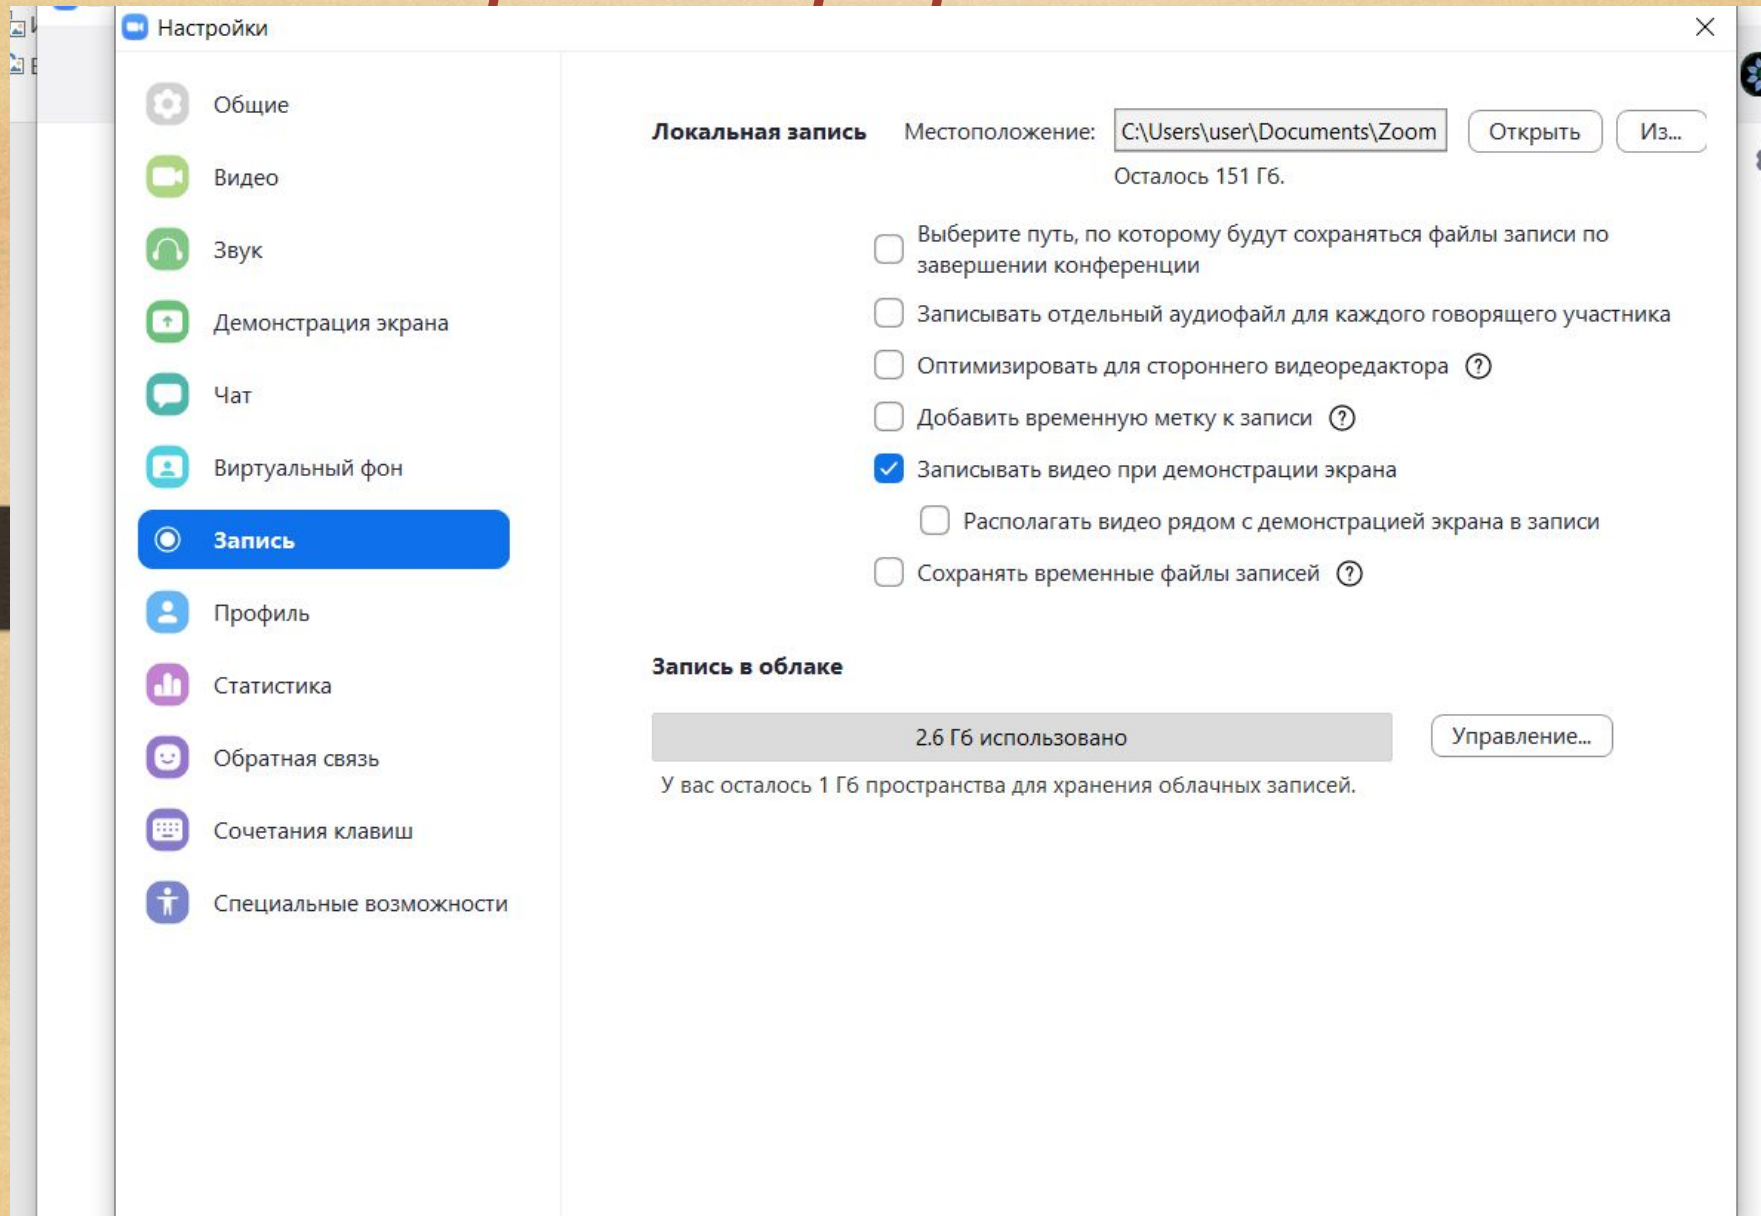 Настройки
Общие
Видео
Звук
Демонстрация экрана
Чат
Виртуальный фон
Запись
Профиль
Статистика
Обратная связь
Сочетания клавиш
Специальные возможности
Локальная запись Местоположение: C:\Users\user\Documents\Zoom Открыть Из...
Осталось 151 Гб.
Выберите путь, по которому будут сохраняться файлы записи по
завершении конференции
Записывать отдельный аудиофайл для каждого говорящего участника
Оптимизировать для стороннего видеоредактора
Добавить временную метку к записи
Записывать видео при демонстрации экрана
Располагать видео рядом с демонстрацией экрана в записи
Сохранять временные файлы записей
Запись в облаке
2.6 Гб использовано Управление...
У вас осталось 1 Гб пространства для хранения облачных записей.